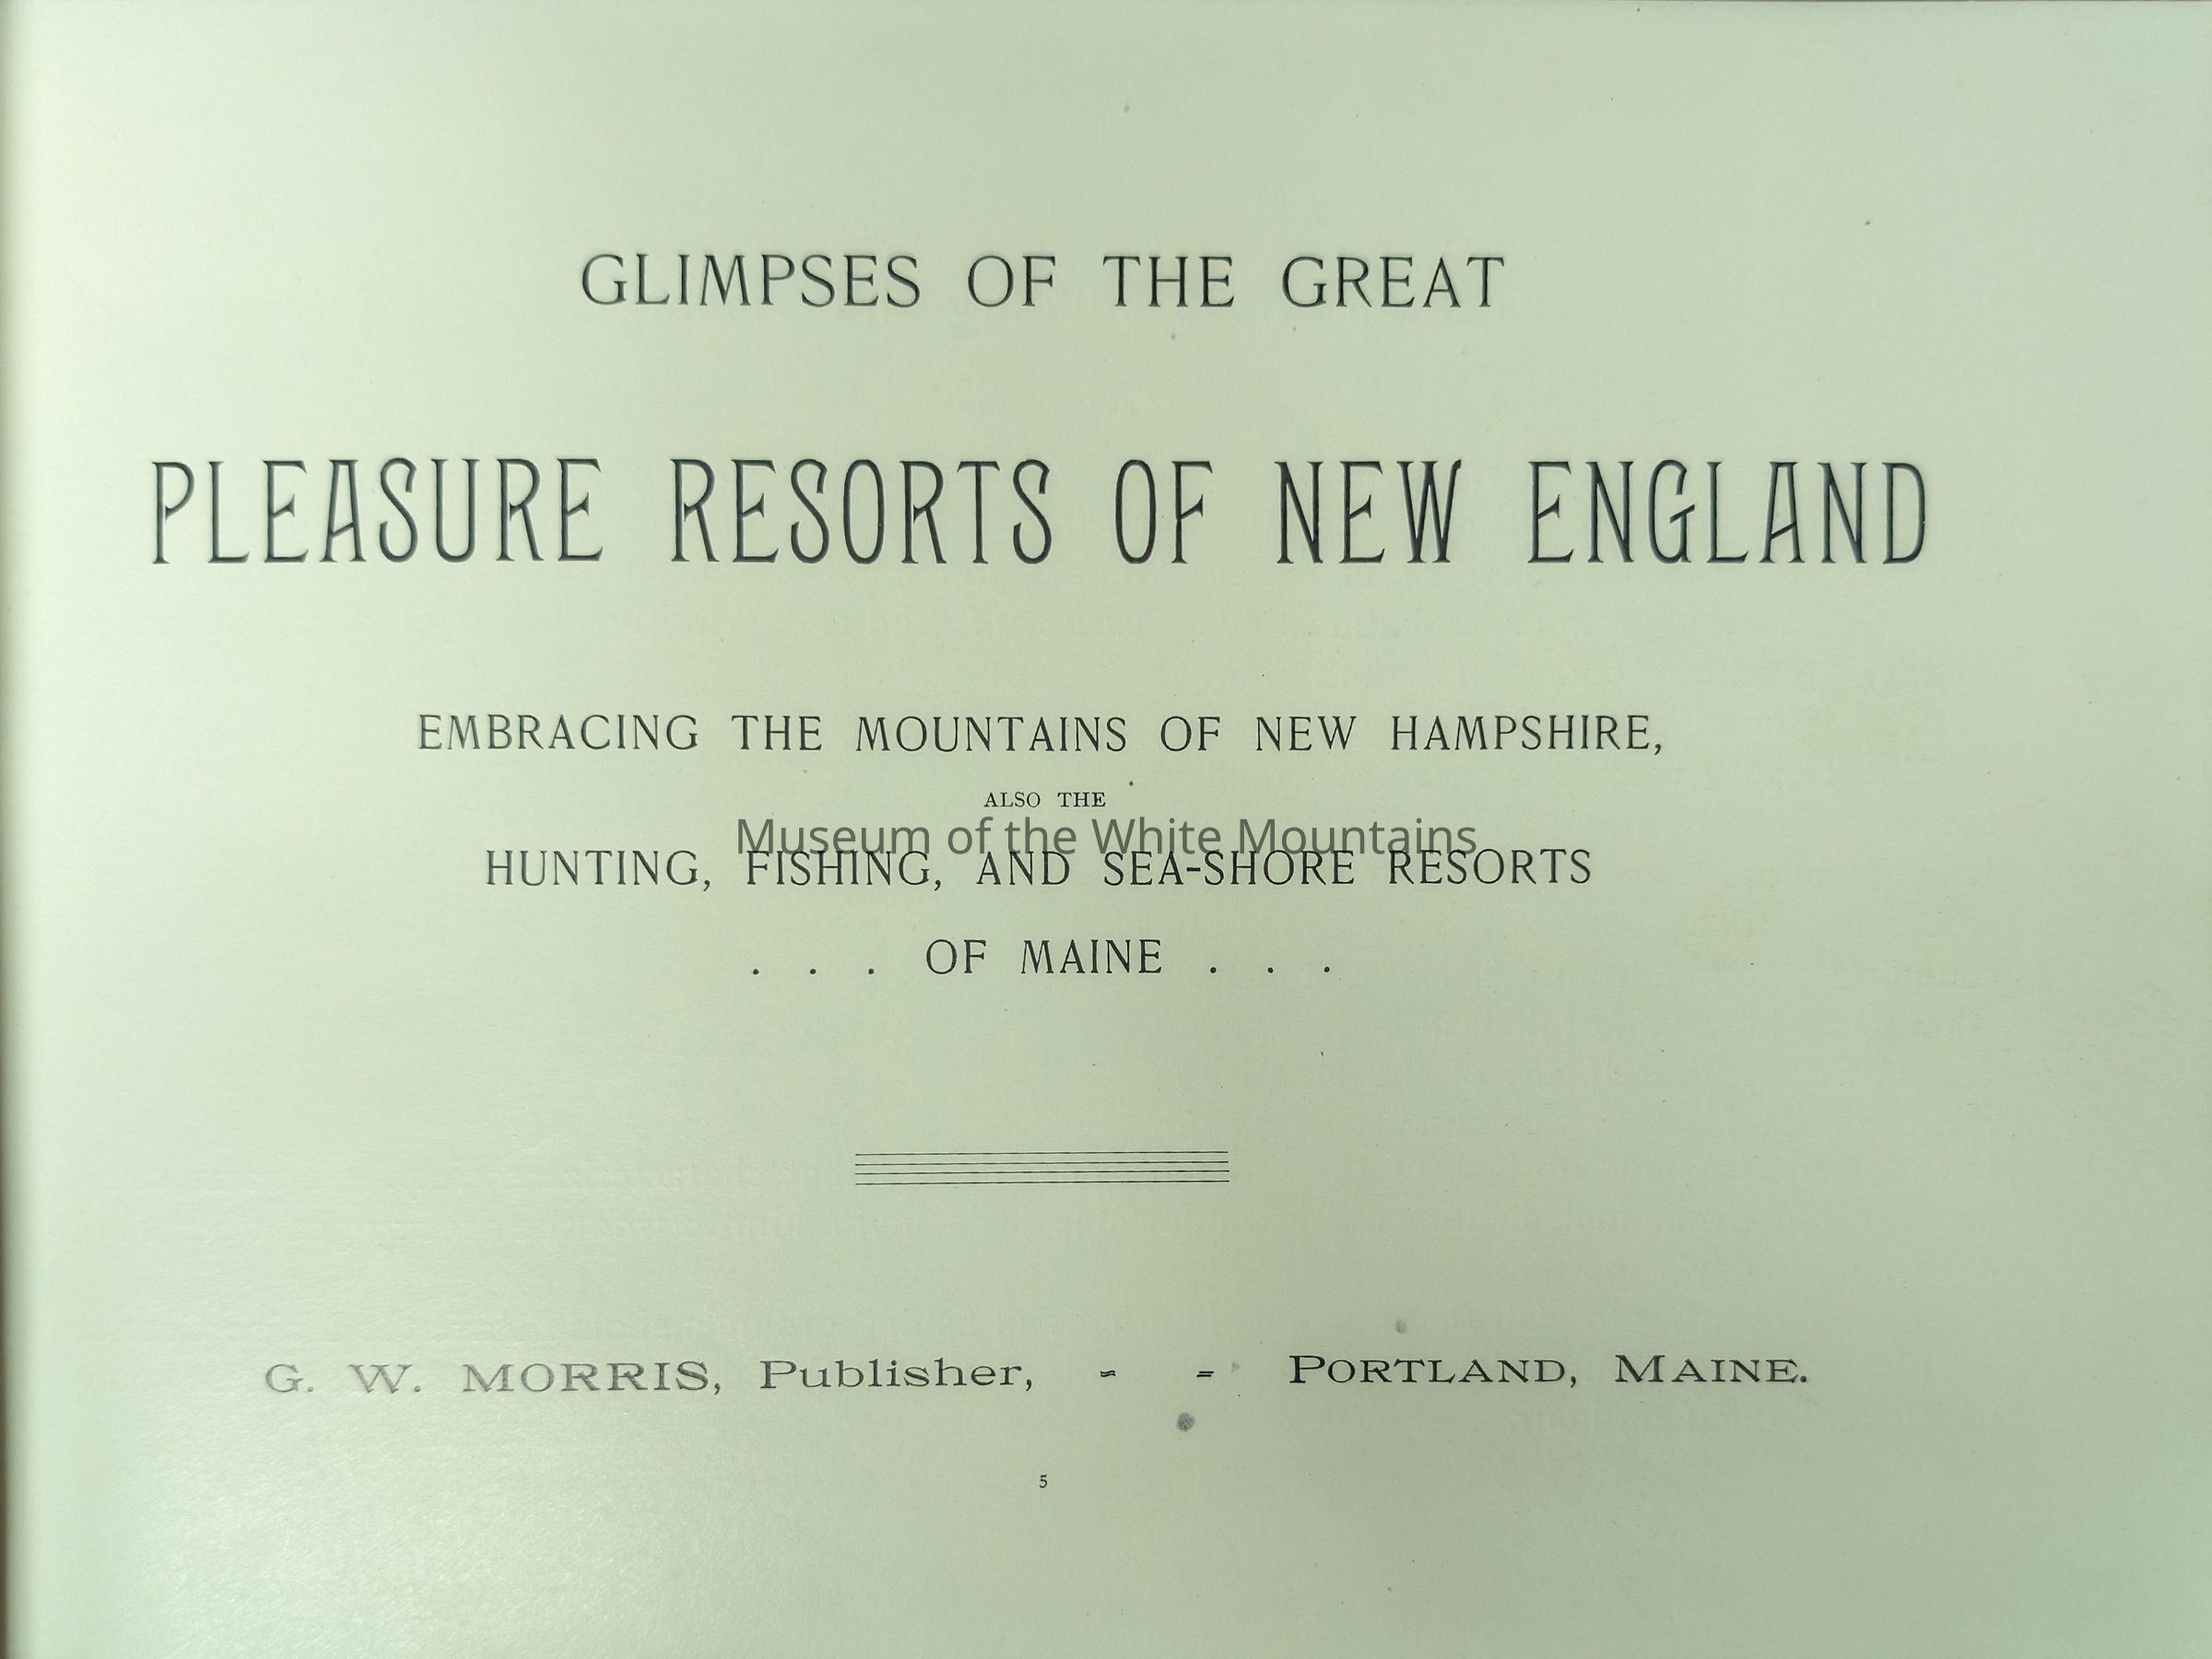 GLIMPSES OF THE GREAT
PLEASURE RESORTS OF NEW ENGLAND
EMBRACING THE MOUNTAINS OF NEW HAMPSHIRE,
ALSO THE
Museum of the White Mountains
HUNTING, FISHING, AND SEA-SHORE RESORTS
. . . OF MAINE . . .
G. W. MORRIS, Publisher, - - PORTLAND, MAINE.
5